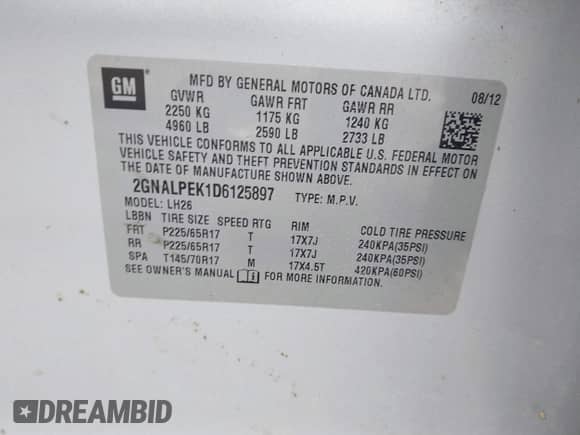 GM
MFD BY GENERAL MOTORS OF CANADA LTD. 08/12
GVWR GAWR FRT GAWR RR
2250 KG 1175 KG 1240 KG
4960 LB 2590 LB 2733 LB
THIS VEHICLE CONFORMS TO ALL APPLICABLE U.S. FEDERAL MOTOR
VEHICLE SAFETY AND THEFT PREVENTION STANDARDS IN EFFECT ON
THE DATE OF MANUFACTURE SHOWN ABOVE.
2GNALPEK1D6125897 TYPE: M.P.V.
MODEL: LH26
LBBN TIRE SIZE SPEED RTG RIM COLD TIRE PRESSURE
FRT P225/65R17 T 17X7J 240KPA(35PSI)
RR P225/65R17 T 17X7J 240KPA(35PSI)
SPA T145/70R17 M 17X4.5T 420KPA(60PSI)
SEE OWNER'S MANUAL FOR MORE INFORMATION.
DREAMBID